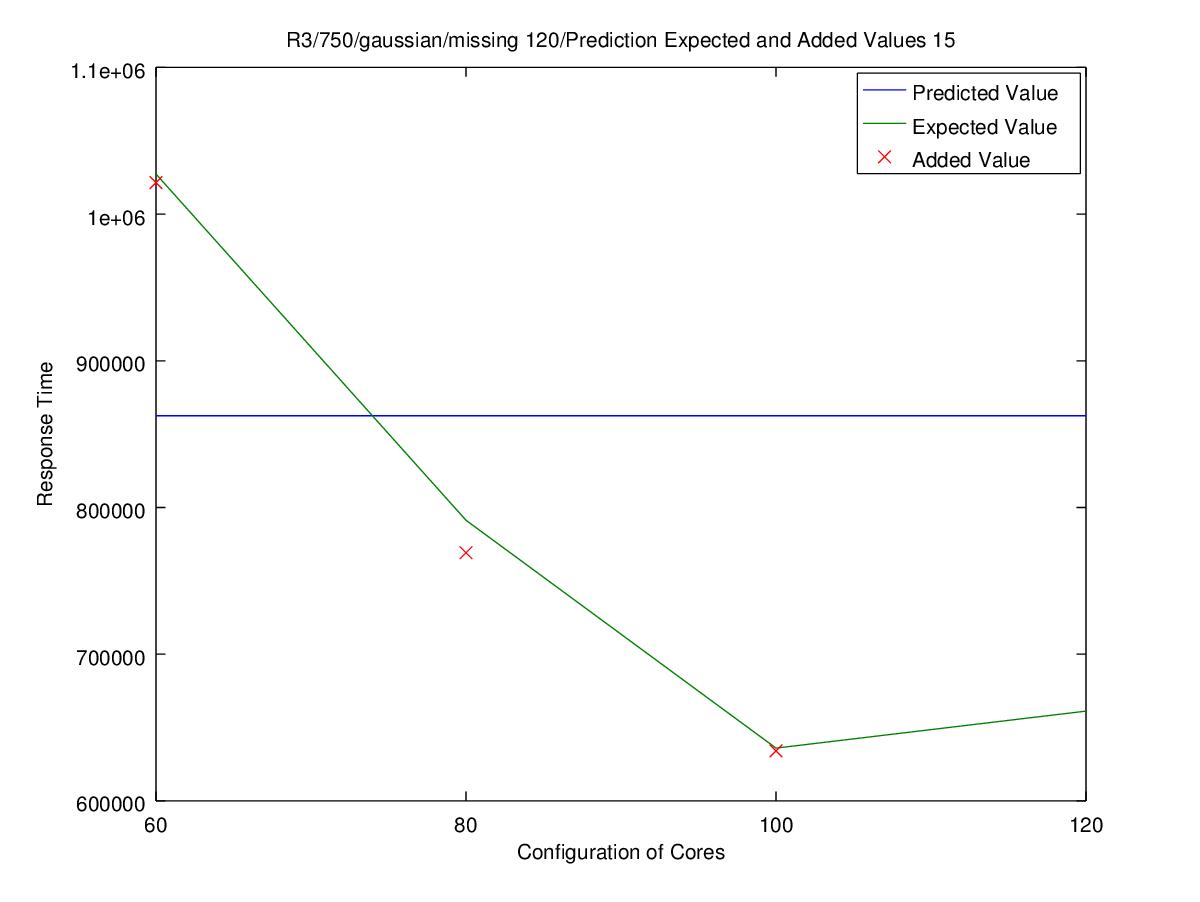 R3/750/gaussian/missing 120/Prediction Expected and Added Values 15
1.1e+06
1e+06
900000
800000
700000
600000
Response Time
Predicted Value
Expected Value
Added Value
60
80
100
120
Configuration of Cores